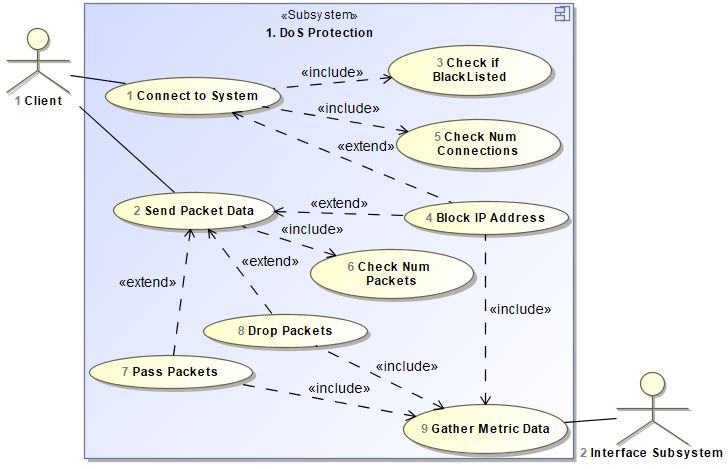 «Subsystem»
1. DoS Protection
1 Client
«include»
3 Check if
BlackListed
1 Connect to System
«include»
5 Check Num
Connections
«extend»
2 Send Packet Data
«extend»
4 Block IP Address
«include»
6 Check Num
Packets
«extend»
«extend»
«include»
8 Drop Packets
7 Pass Packets
«include»
«include»
9 Gather Metric Data
2 Interface Subsystem